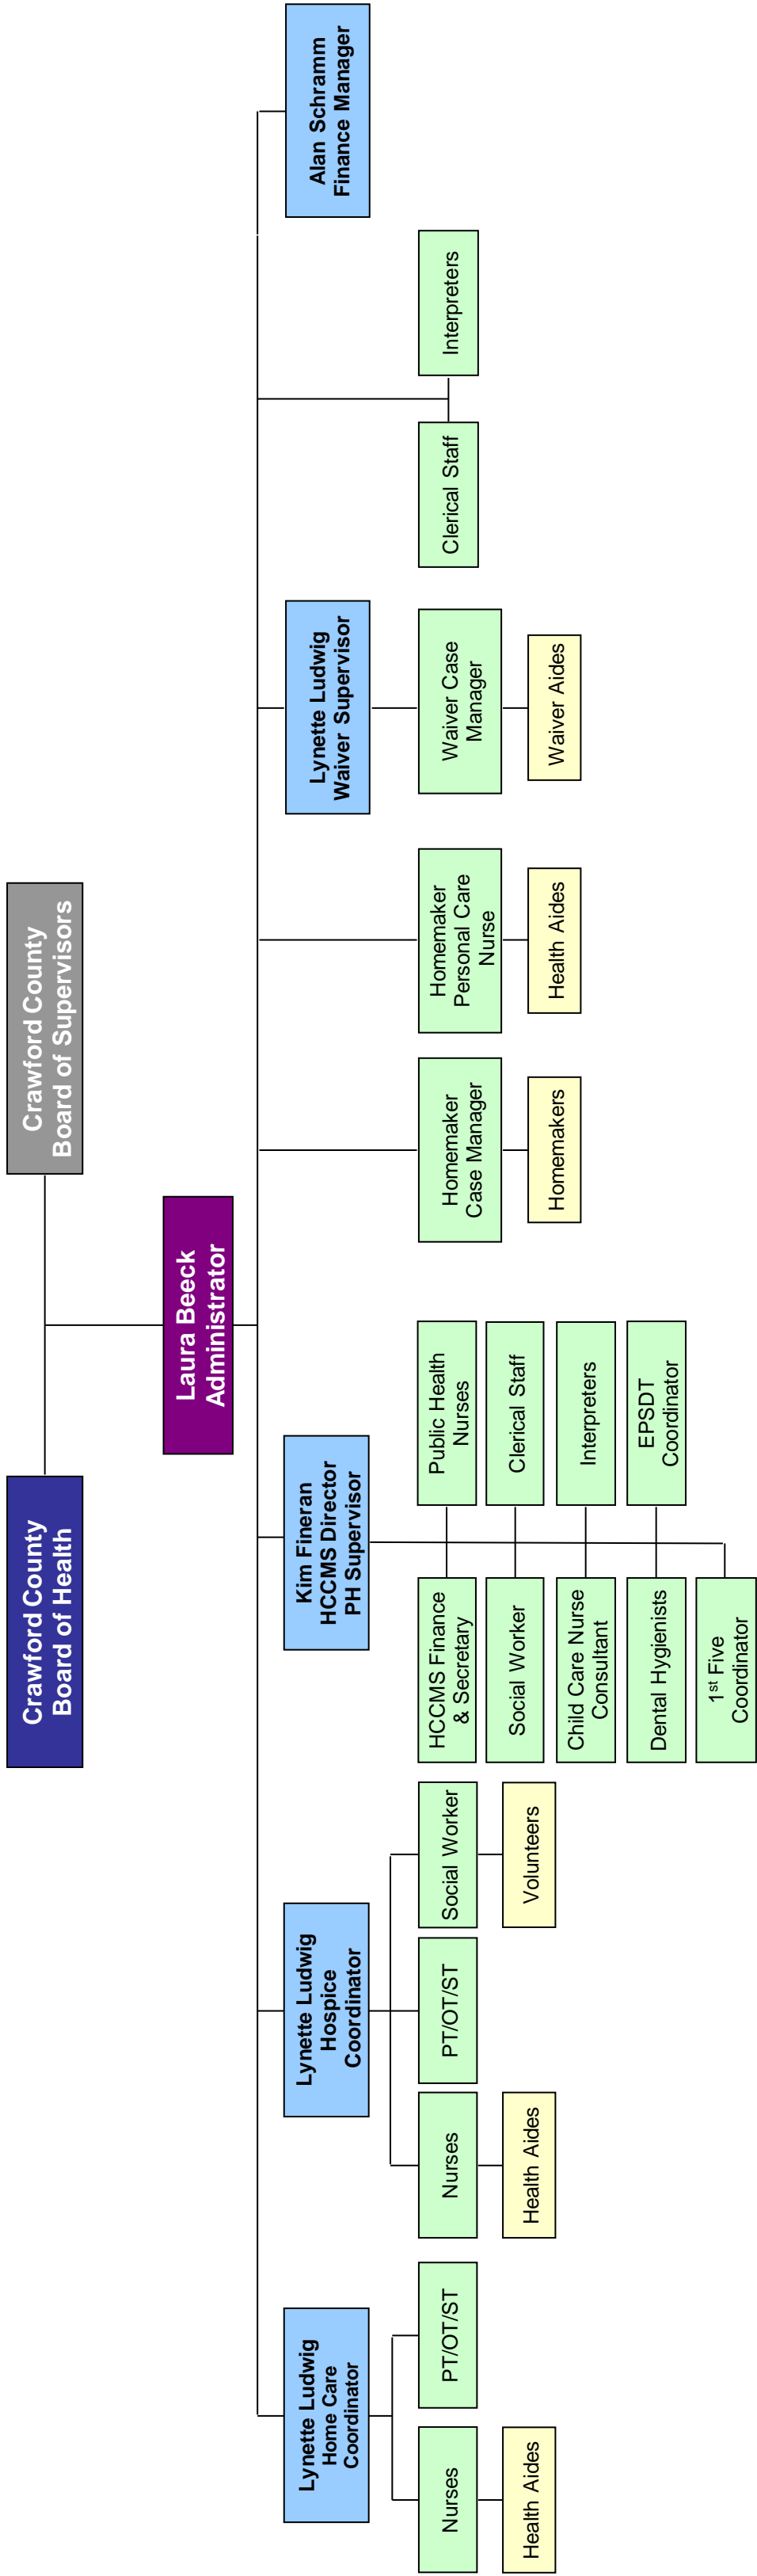 Crawford County
Board of Health
Crawford County
Board of Supervisors
Laura Beeck
Administrator
Lynette Ludwig
Home Care
Coordinator
Lynette Ludwig
Hospice
Coordinator
Kim Fineran
HCCMS Director
PH Supervisor
Lynette Ludwig
Waiver Supervisor
Alan Schramm
Finance Manager
Nurses
PT/OT/ST
Health Aides
Nurses
PT/OT/ST
Social Worker
Health Aides
Volunteers
HCCMS Finance
& Secretary
Public Health
Nurses
Social Worker
Clerical Staff
Child Care Nurse
Consultant
Interpreters
Dental Hygienists
EPSDT
Coordinator
1st Five
Coordinator
Homemaker
Case Manager
Homemakers
Homemaker
Personal Care
Nurse
Health Aides
Waiver Case
Manager
Waiver Aides
Clerical Staff
Interpreters